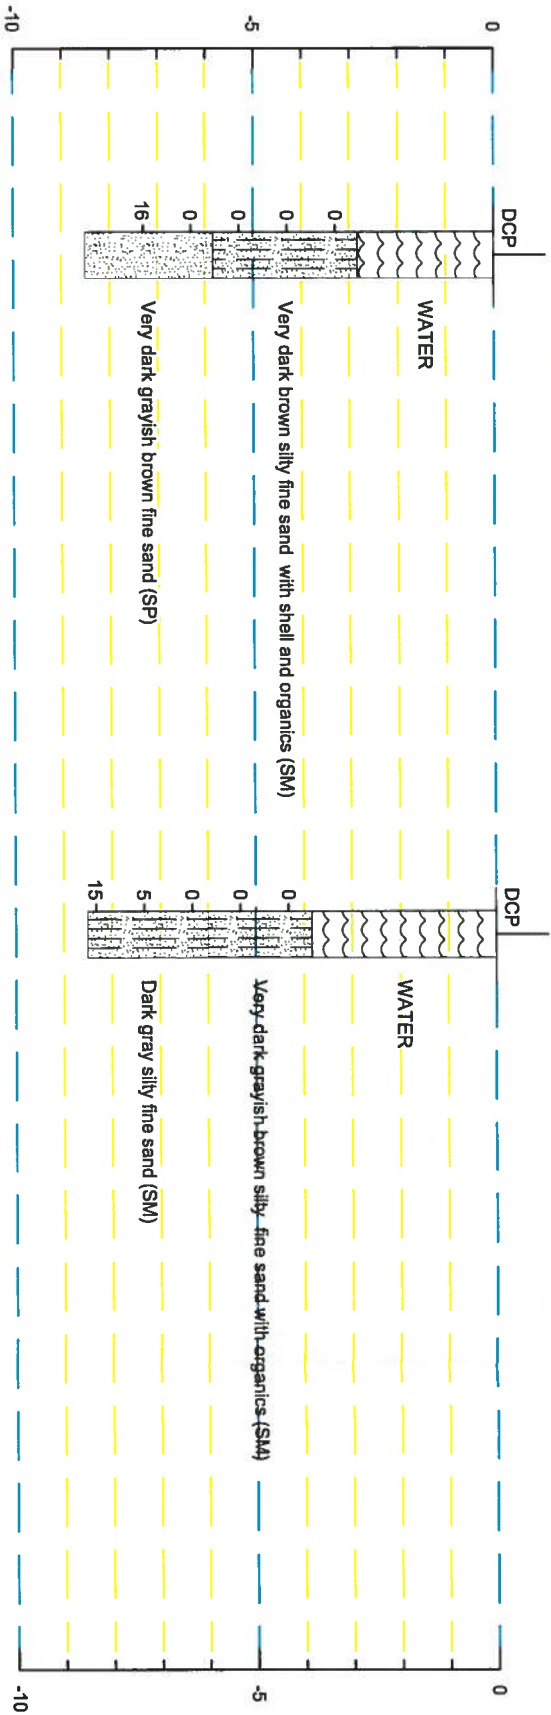 0
-5
-10
DCP
WATER
0
0
0
0
16
Very dark brown silty fine sand with shell and organics (SM)
Very dark grayish brown fine sand (SP)
DCP
WATER
0
0
0
5
15
Very dark grayish brown silty fine sand with organics (SM)
Dark gray silty fine sand (SM)
0
-5
-10